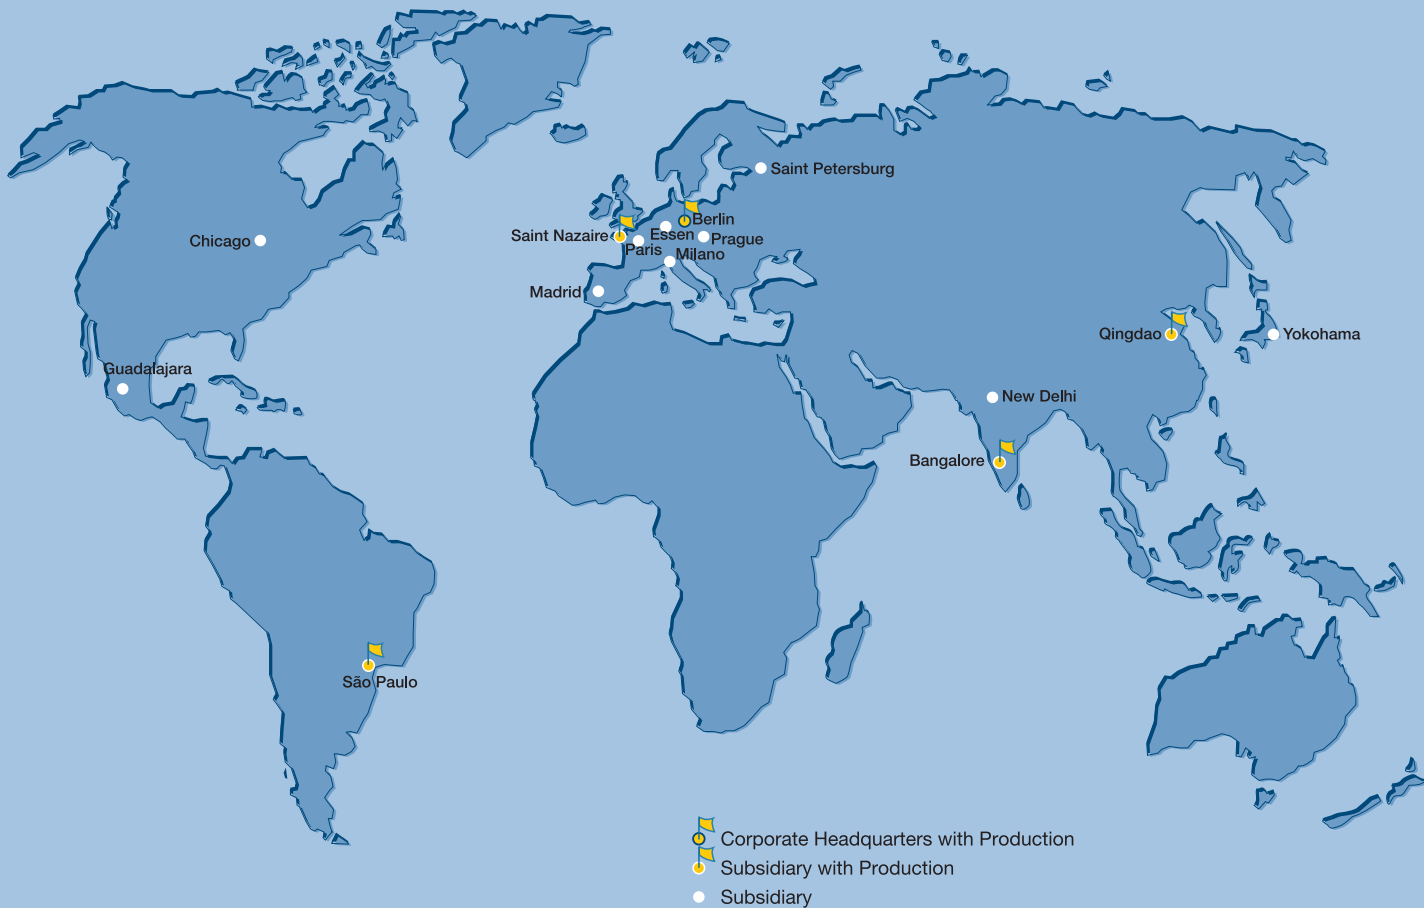 Saint Petersburg
Berlin
Saint Nazaire
Essen
Chicago
Prague
Paris
Milano
Madrid
Qingdao
Yokohama
Guadalajara
New Delhi
Bangalore
São Paulo
Corporate Headquarters with Production
Subsidiary with Production
Subsidiary